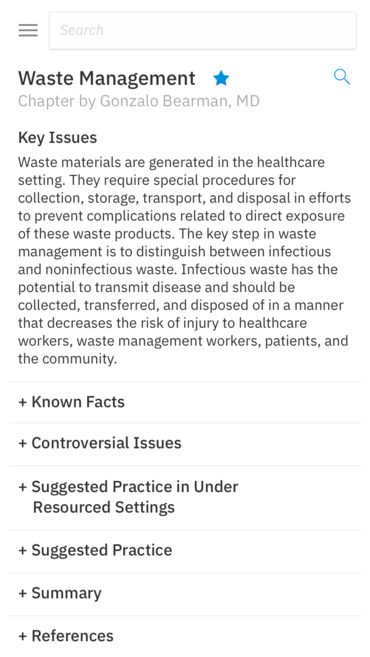 Search
Waste Management
Chapter by Gonzalo Bearman, MD
Key Issues
Waste materials are generated in the healthcare
setting. They require special procedures for
collection, storage, transport, and disposal in efforts
to prevent complications related to direct exposure
of these waste products. The key step in waste
management is to distinguish between infectious
and noninfectious waste. Infectious waste has the
potential to transmit disease and should be
collected, transferred, and disposed of in a manner
that decreases the risk of injury to healthcare
workers, waste management workers, patients, and
the community.
+ Known Facts
+ Controversial Issues
+ Suggested Practice in Under
Resourced Settings
+ Suggested Practice
+ Summary
+ References